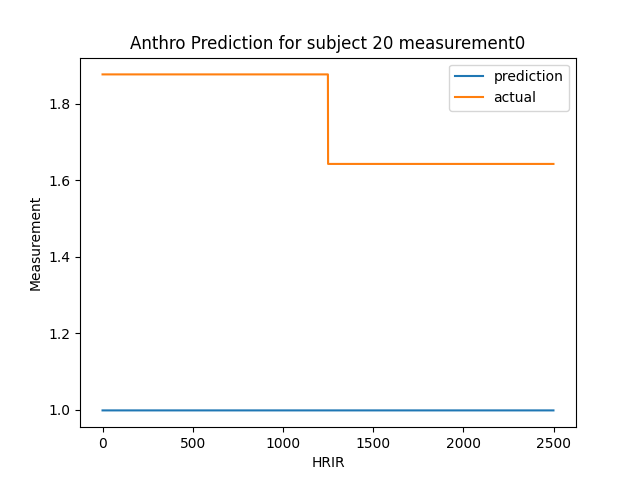 Anthro Prediction for subject 20 measurement0
prediction
actual
Measurement
1.8
1.6
1.4
1.2
1.0
0 500 1000 1500 2000 2500
HRIR